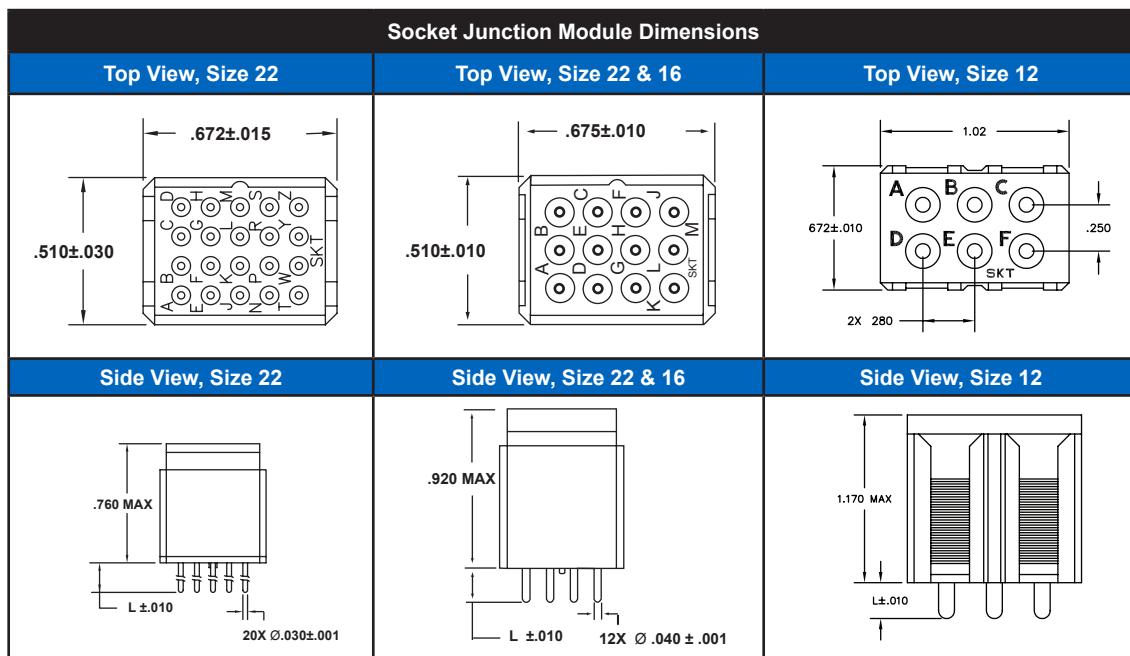 Socket Junction Module Dimensions
Top View, Size 22
Top View, Size 22 & 16
Top View, Size 12
.672±.015
.510±.030
D H M S Z
C G L R Y
B F K P W
A E J N T
SKT
.675±.010
.510±.010
B C F J
A E H M
D G L K
SKT
1.02
672±.010
A B C
D E F
SKT
.250
2X 280
Side View, Size 22
Side View, Size 22 & 16
Side View, Size 12
.760 MAX
L ±.010
20X Ø.030±.001
.920 MAX
L ±.010
12X Ø .040 ± .001
1.170 MAX
L±.010